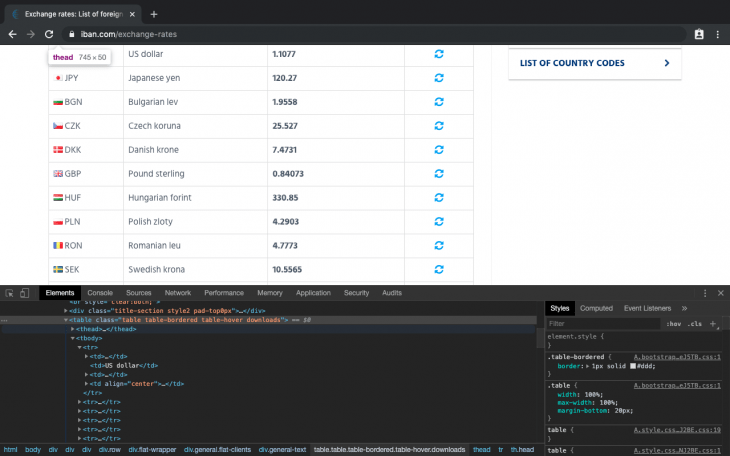 Exchange rates: List of foreign
iban.com/exchange-rates
thead 745 × 50
US dollar 1.1077
JPY Japanese yen 120.27
BGN Bulgarian lev 1.9558
CZK Czech koruna 25.527
DKK Danish krone 7.4731
GBP Pound sterling 0.84073
HUF Hungarian forint 330.85
PLN Polish zloty 4.2903
RON Romanian leu 4.7773
SEK Swedish krona 10.5565
LIST OF COUNTRY CODES
Elements Console Sources Network Performance Memory Application Security Audits
<br style="clear:both;">
<div class="title-section style2 pad-top0px">…</div>
<table class="table table-bordered table-hover downloads"> == $0
<thead>…</thead>
<tbody>
<tr>
<td>…</td>
<td>US dollar</td>
<td>…</td>
<td align="center">…</td>
</tr>
<tr>…</tr>
<tr>…</tr>
<tr>…</tr>
<tr>…</tr>
html body div div div div.row div.flat-wrapper div.general.flat-clients div.general-text table.table.table-bordered.table-hover.downloads thead tr th.head
Styles Computed Event Listeners »
Filter :hov .cls +
element.style {
}
.table-bordered { A.bootstrap…eJ5TB.css:1
border: 1px solid #ddd;
}
.table { A.bootstrap…eJ5TB.css:1
width: 100%;
max-width: 100%;
margin-bottom: 20px;
}
table { A.style.css…J2BE.css:19
}
table { A.style.css…NJ2BE.css:1